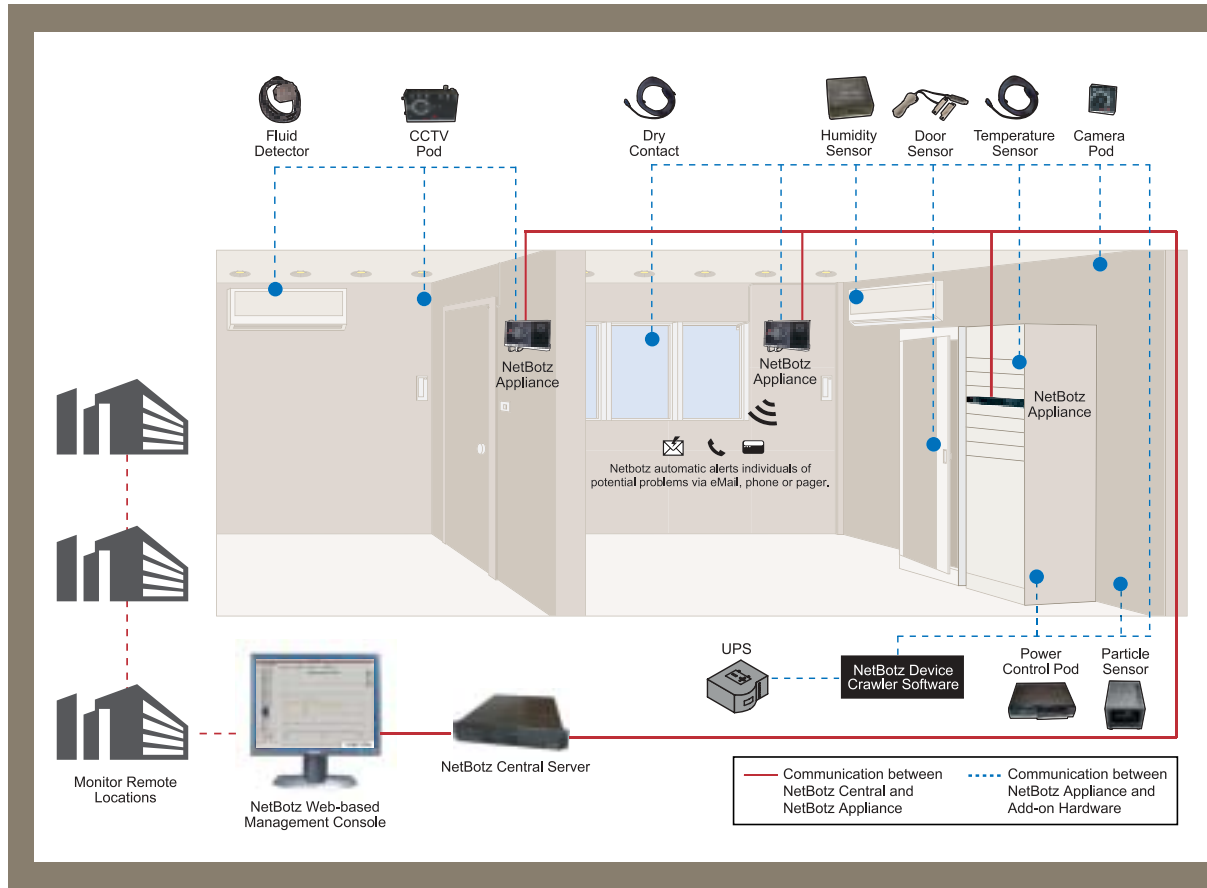 Fluid
Detector
CCTV
Pod
Dry
Contact
Humidity
Sensor
Door
Sensor
Temperature
Sensor
Camera
Pod
NetBotz
Appliance
NetBotz
Appliance
NetBotz
Appliance
Netbotz automatic alerts individuals of
potential problems via eMail, phone or pager.
UPS
NetBotz Device
Crawler Software
Power
Control Pod
Particle
Sensor
Monitor Remote
Locations
NetBotz Web-based
Management Console
NetBotz Central Server
Communication between
NetBotz Central and
NetBotz Appliance
Communication between
NetBotz Appliance and
Add-on Hardware